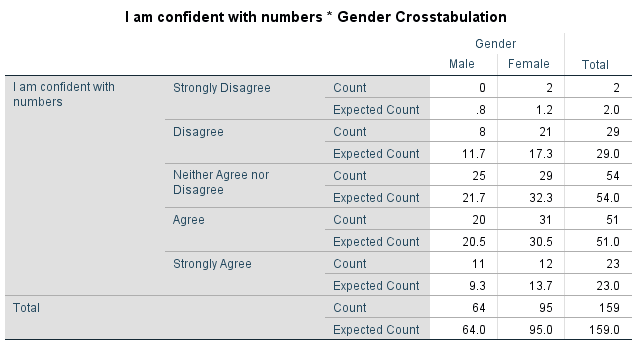 I am confident with numbers * Gender Crosstabulation
Gender
Male Female Total
I am confident with numbers Strongly Disagree Count 0 2 2
Expected Count .8 1.2 2.0
Disagree Count 8 21 29
Expected Count 11.7 17.3 29.0
Neither Agree nor Disagree Count 25 29 54
Expected Count 21.7 32.3 54.0
Agree Count 20 31 51
Expected Count 20.5 30.5 51.0
Strongly Agree Count 11 12 23
Expected Count 9.3 13.7 23.0
Total Count 64 95 159
Expected Count 64.0 95.0 159.0